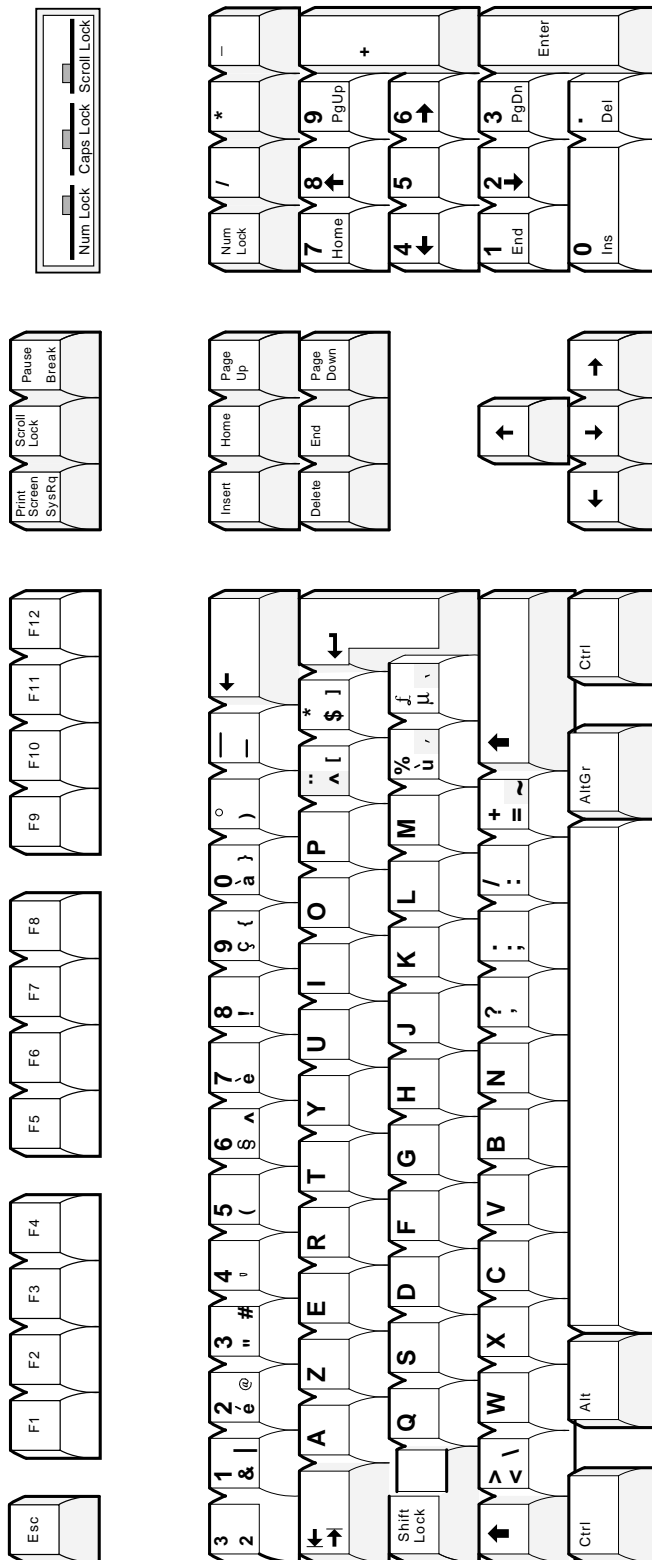 Esc F1 F2 F3 F4 F5 F6 F7 F8 F9 F10 F11 F12
Print Screen SysRq
Scroll Lock
Pause Break
Num Lock Caps Lock Scroll Lock
3 2
1 & |
2 é @
3 " #
4 '
5 (
6 § ^
7 è
8 !
9 ç {
0 à }
° )
— _
←
Insert Home Page Up
Num Lock / * -
⇤ ⇥
A Z E R T Y U I O P
¨ ^ [
* $ ]
↵
Delete End Page Down
7 Home
8 ↑
9 PgUp
+
Shift Lock
Q S D F G H J K L M
% ù ´
£ µ `
4 ←
5
6 →
⬆
> < \
W X C V B N
? ,
. ;
/ :
+ = ~
⬆
↑
1 End
2 ↓
3 PgDn
Enter
Ctrl Alt AltGr Ctrl
← ↓ →
0 Ins
. Del